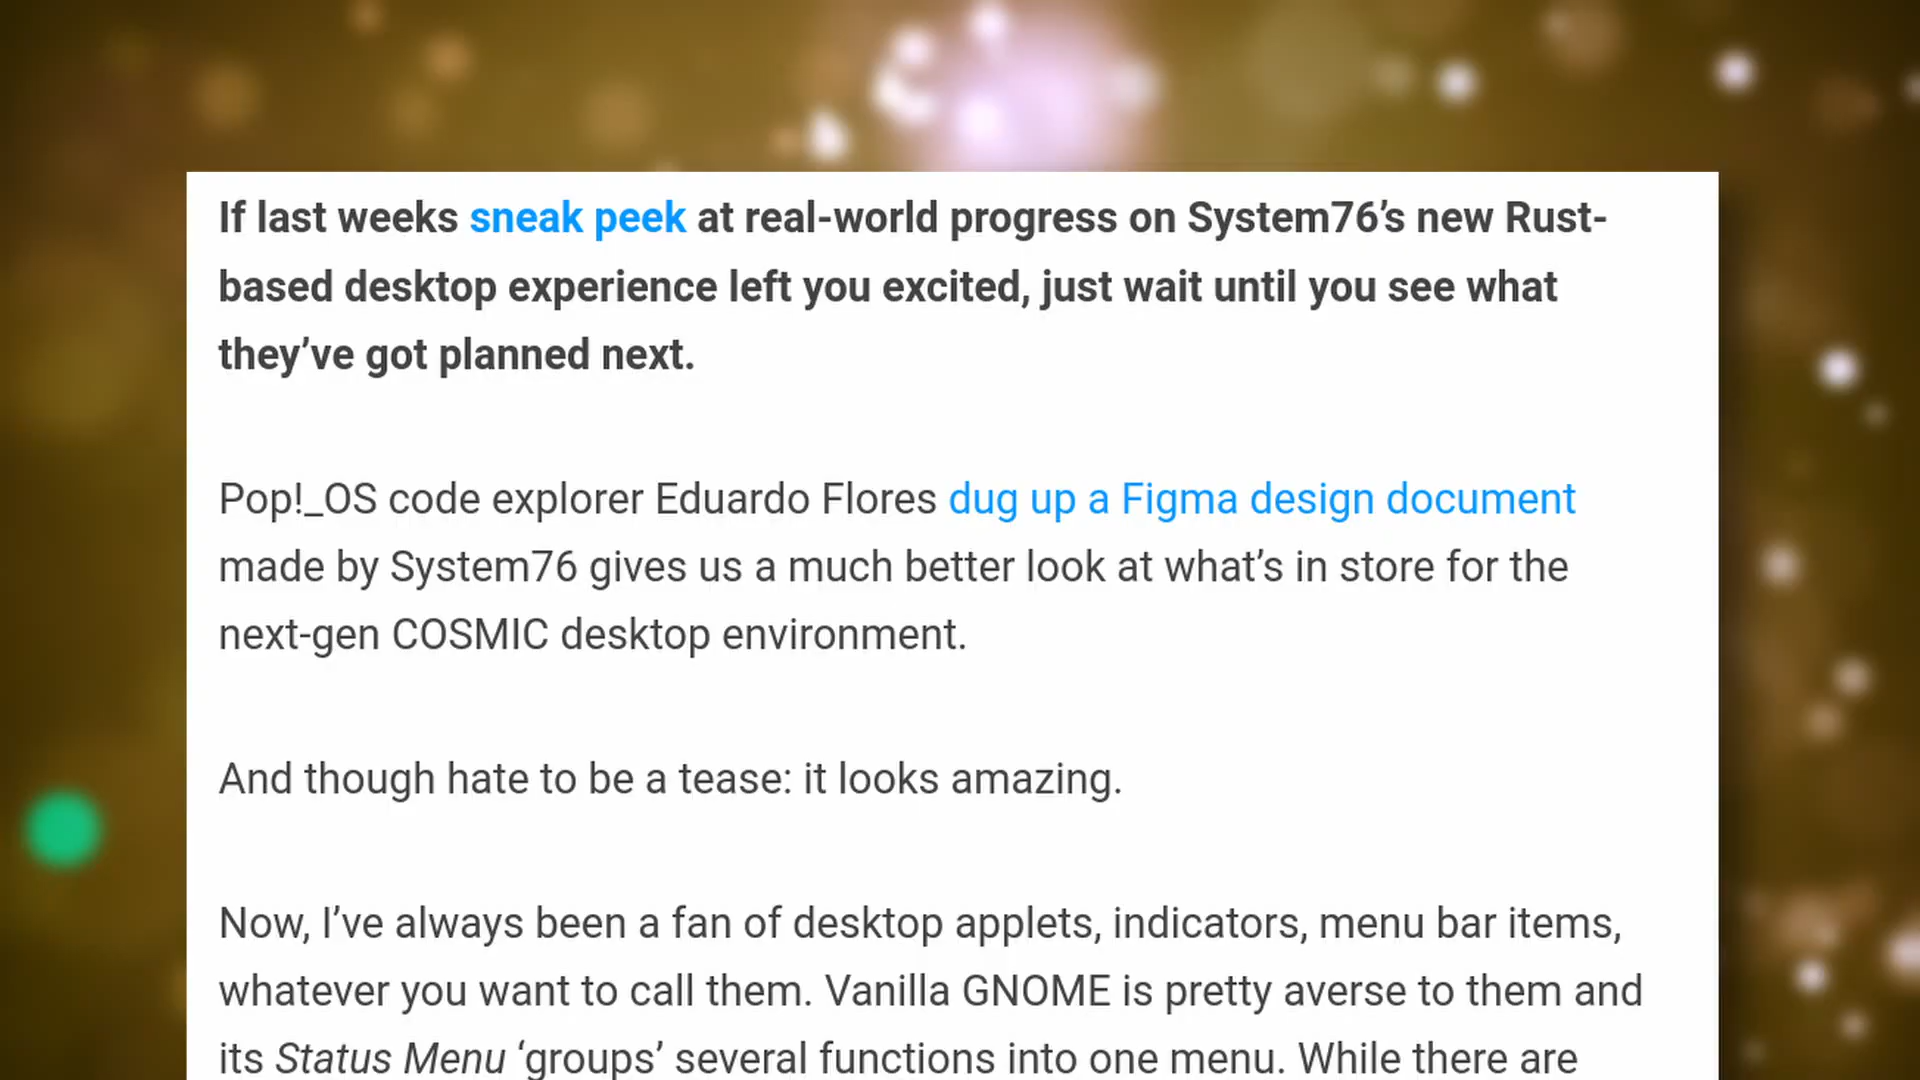 If last weeks sneak peek at real-world progress on System76’s new Rust-
based desktop experience left you excited, just wait until you see what
they’ve got planned next.
Pop!_OS code explorer Eduardo Flores dug up a Figma design document
made by System76 gives us a much better look at what’s in store for the
next-gen COSMIC desktop environment.
And though hate to be a tease: it looks amazing.
Now, I’ve always been a fan of desktop applets, indicators, menu bar items,
whatever you want to call them. Vanilla GNOME is pretty averse to them and
its Status Menu ‘groups’ several functions into one menu. While there are